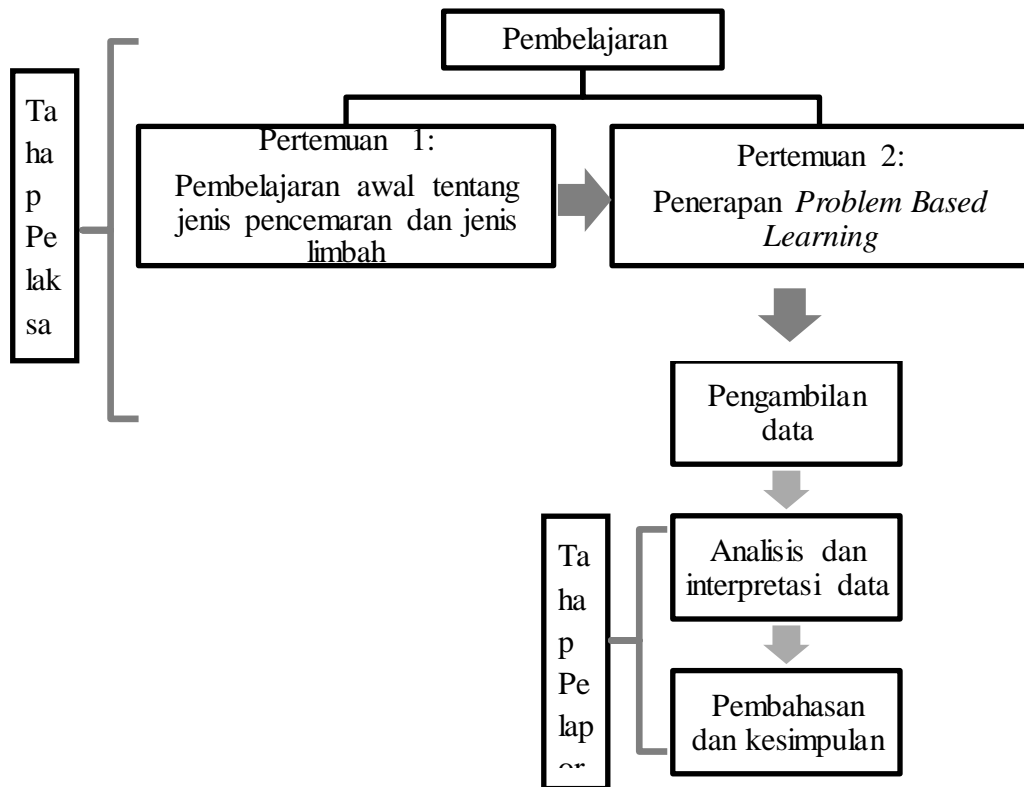 Pembelajaran
Ta
ha
p
Pe
lak
sa
Pertemuan 1:
Pembelajaran awal tentang
jenis pencemaran dan jenis
limbah
Pertemuan 2:
Penerapan Problem Based
Learning
Pengambilan
data
Ta
ha
p
Pe
lap
or
Analisis dan
interpretasi data
Pembahasan
dan kesimpulan